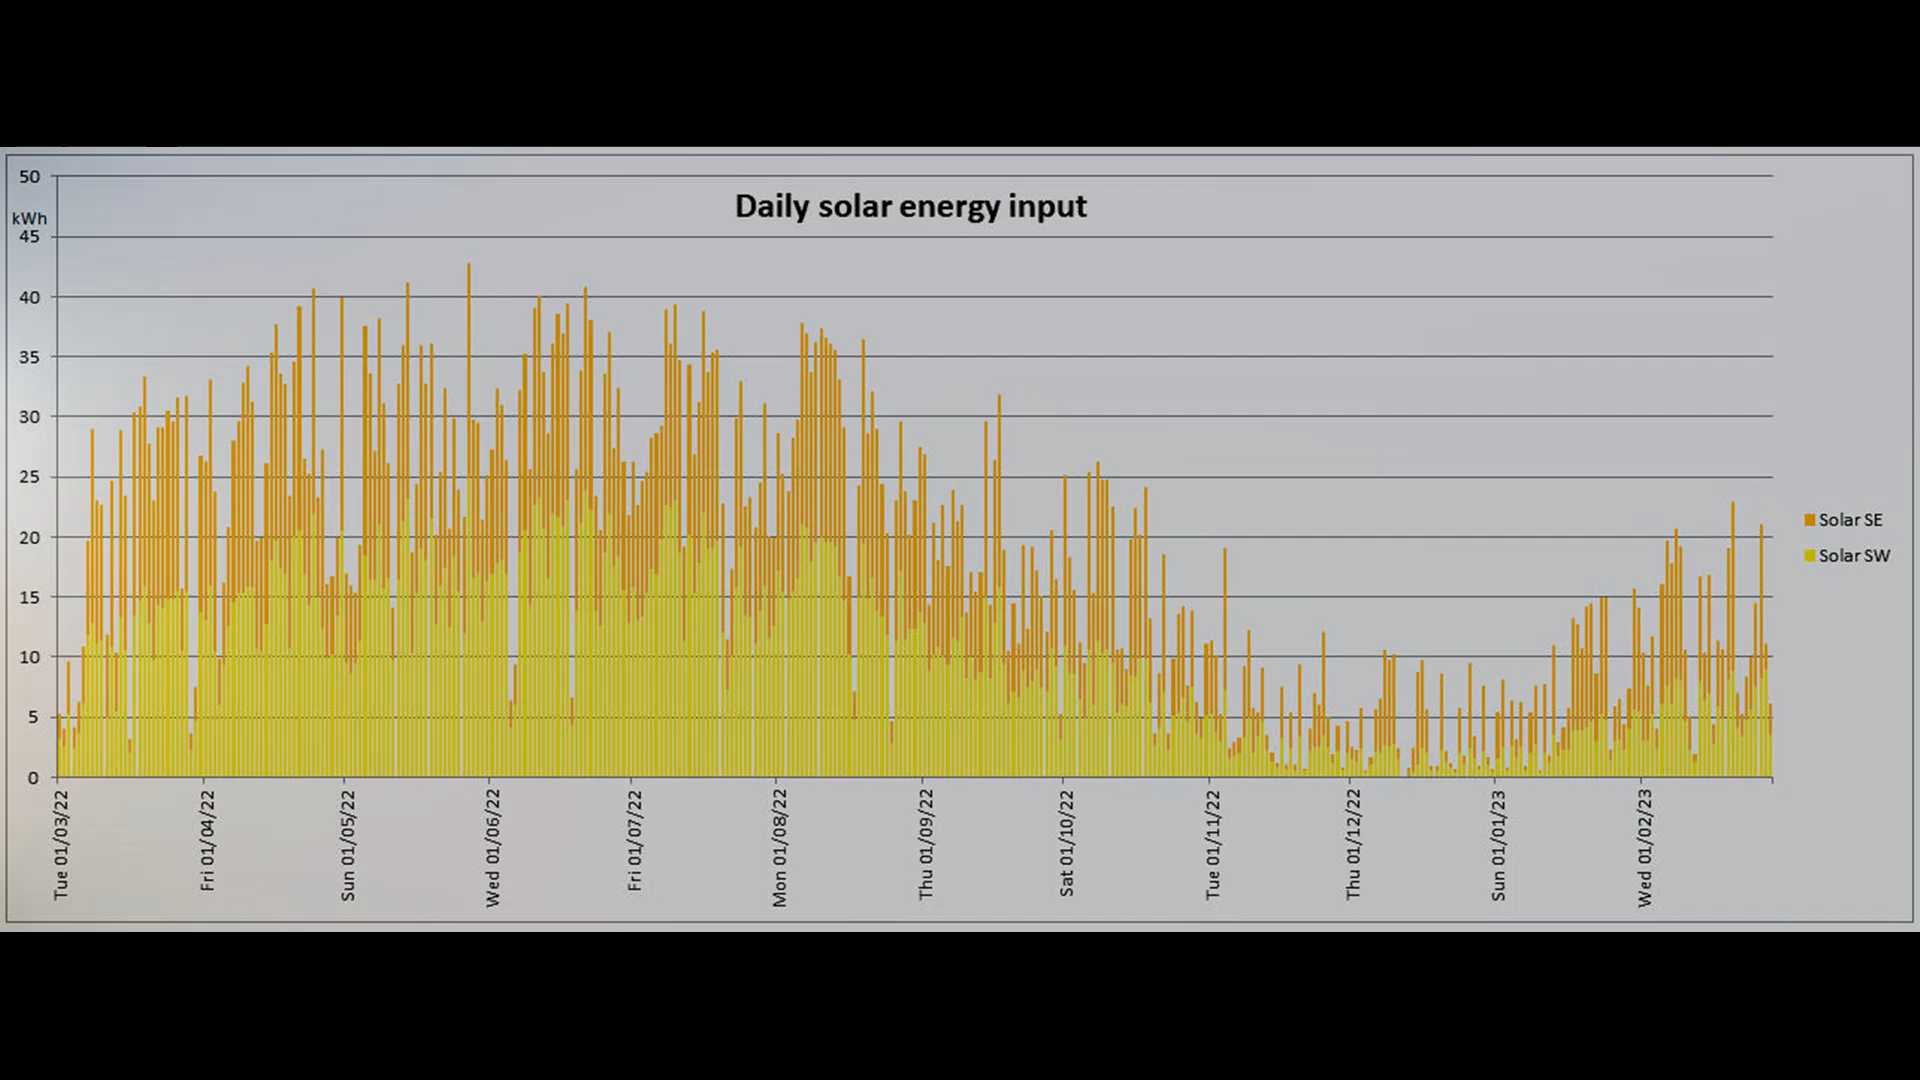 Daily solar energy input
kWh
50
45
40
35
30
25
20
15
10
5
0
Tue 01/03/22
Fri 01/04/22
Sun 01/05/22
Wed 01/06/22
Fri 01/07/22
Mon 01/08/22
Thu 01/09/22
Sat 01/10/22
Tue 01/11/22
Thu 01/12/22
Sun 01/01/23
Wed 01/02/23
Solar SE
Solar SW